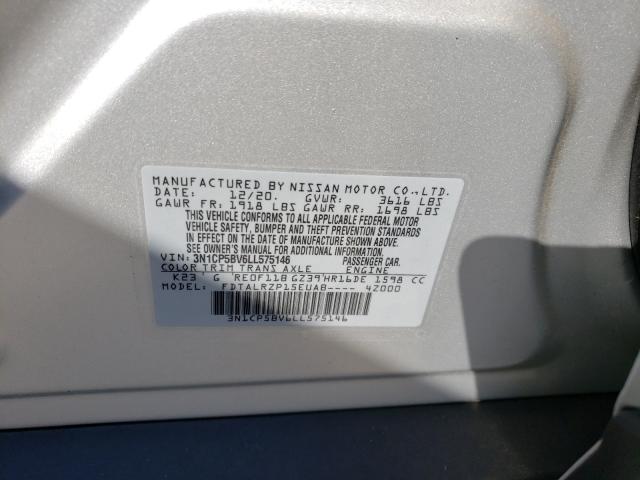 MANUFACTURED BY NISSAN MOTOR CO.,LTD.
DATE: 12/20. GVWR: 3616 LBS
GAWR FR: 1918 LBS GAWR RR: 1698 LBS
THIS VEHICLE CONFORMS TO ALL APPLICABLE FEDERAL MOTOR
VEHICLE SAFETY, BUMPER AND THEFT PREVENTION STANDARDS
IN EFFECT ON THE DATE OF MANUFACTURE SHOWN ABOVE.
SEE OWNER'S MANUAL FOR ADDITIONAL INFORMATION.
VIN: 3N1CP5BV6LL575146 PASSENGER CAR.
COLOR TRIM TRANS AXLE ENGINE
K23 G RE0F11B GZ39 HR16DE 1598 CC
MODEL: FDTALRZP15EUAB---- 4Z000
3N1CP5BV6LL575146